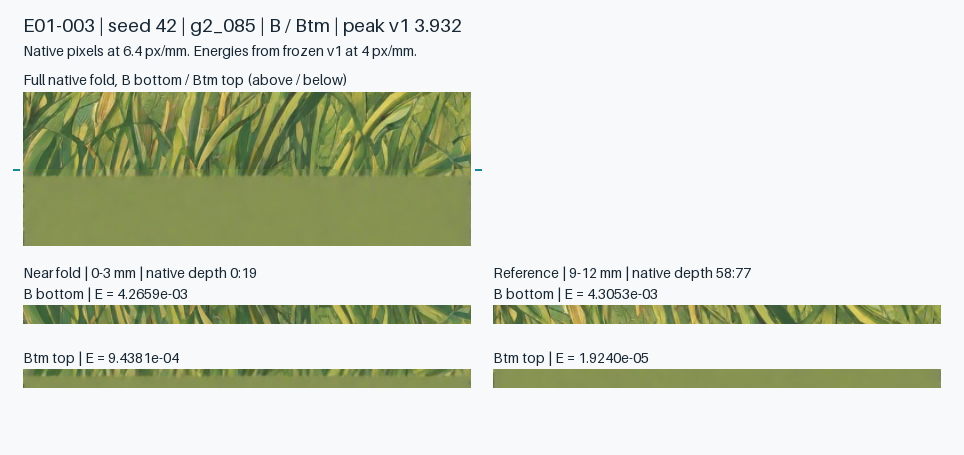 E01-003 | seed 42 | g2_085 | B / Btm | peak v1 3.932
Native pixels at 6.4 px/mm. Energies from frozen v1 at 4 px/mm.
Full native fold, B bottom / Btm top (above / below)
Near fold | 0-3 mm | native depth 0:19
B bottom | E = 4.2659e-03
Btm top | E = 9.4381e-04
Reference | 9-12 mm | native depth 58:77
B bottom | E = 4.3053e-03
Btm top | E = 1.9240e-05